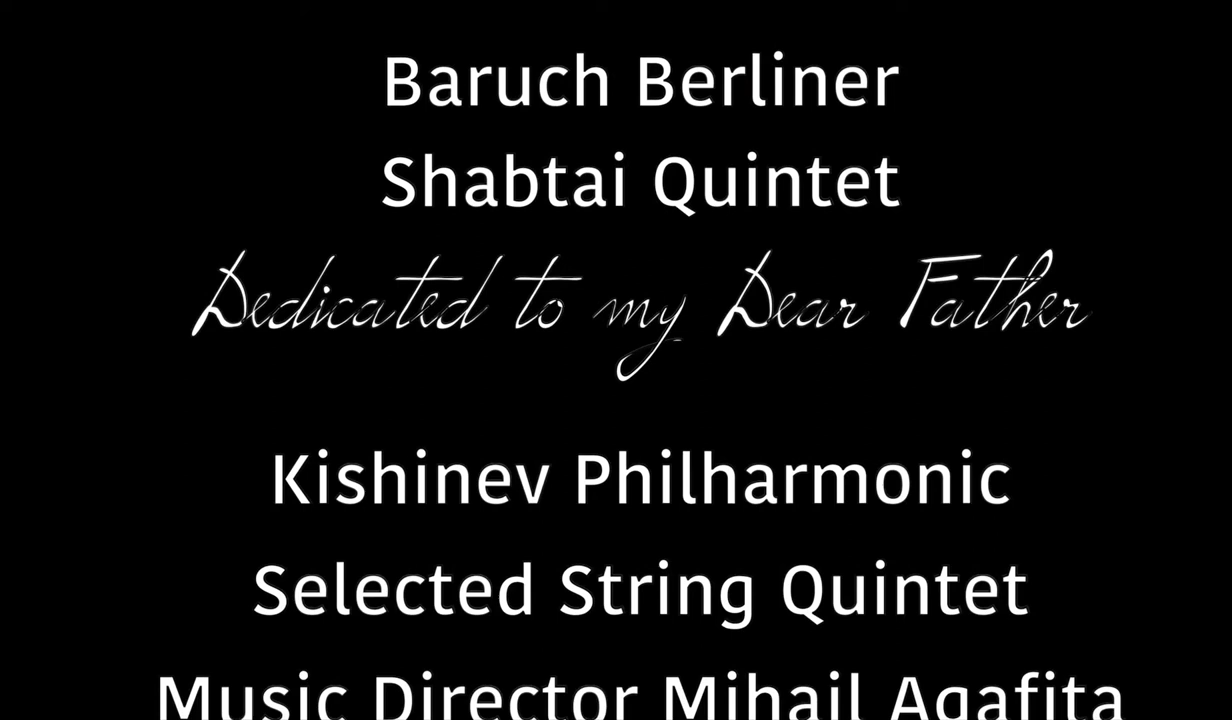 Baruch Berliner
Shabtai Quintet
Dedicated to my Dear Father
Kishinev Philharmonic
Selected String Quintet
Music Director Mihail Agafita